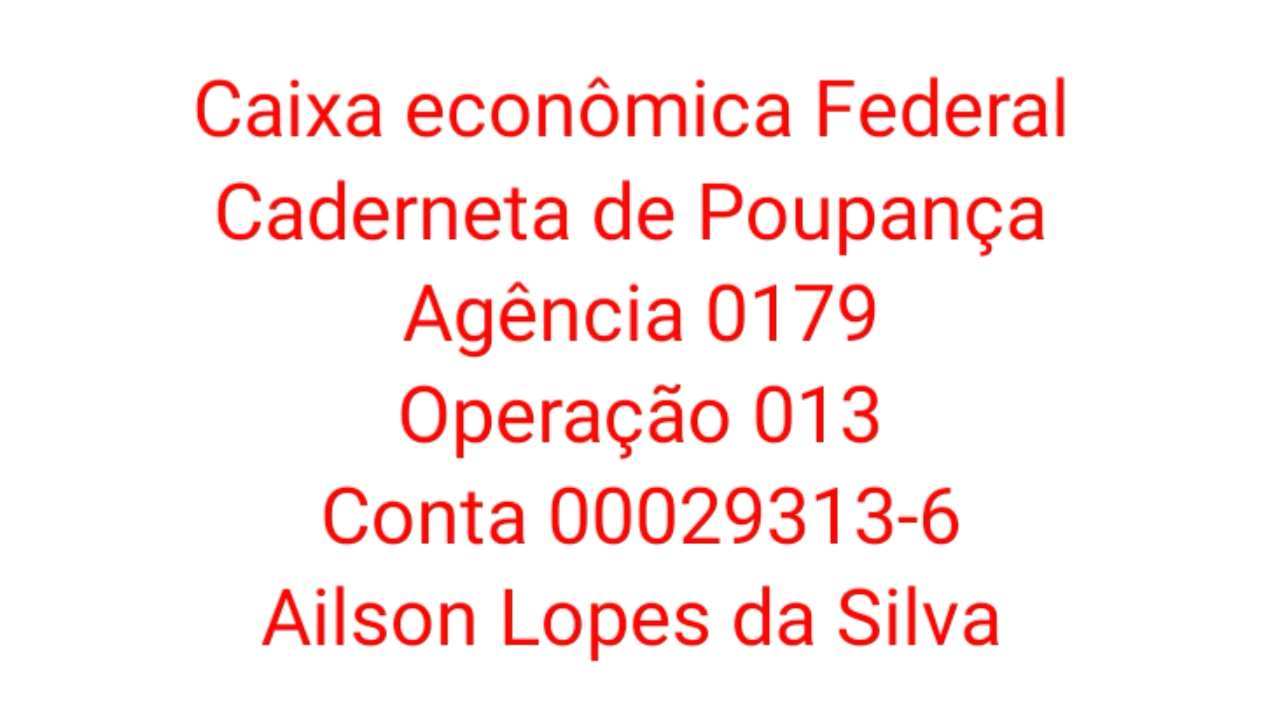 Caixa econômica Federal
Caderneta de Poupança
Agência 0179
Operação 013
Conta 00029313-6
Ailson Lopes da Silva